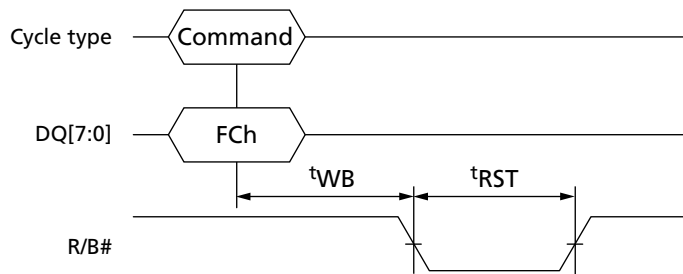 Cycle type
Command
DQ[7:0]
FCh
tWB
tRST
R/B#